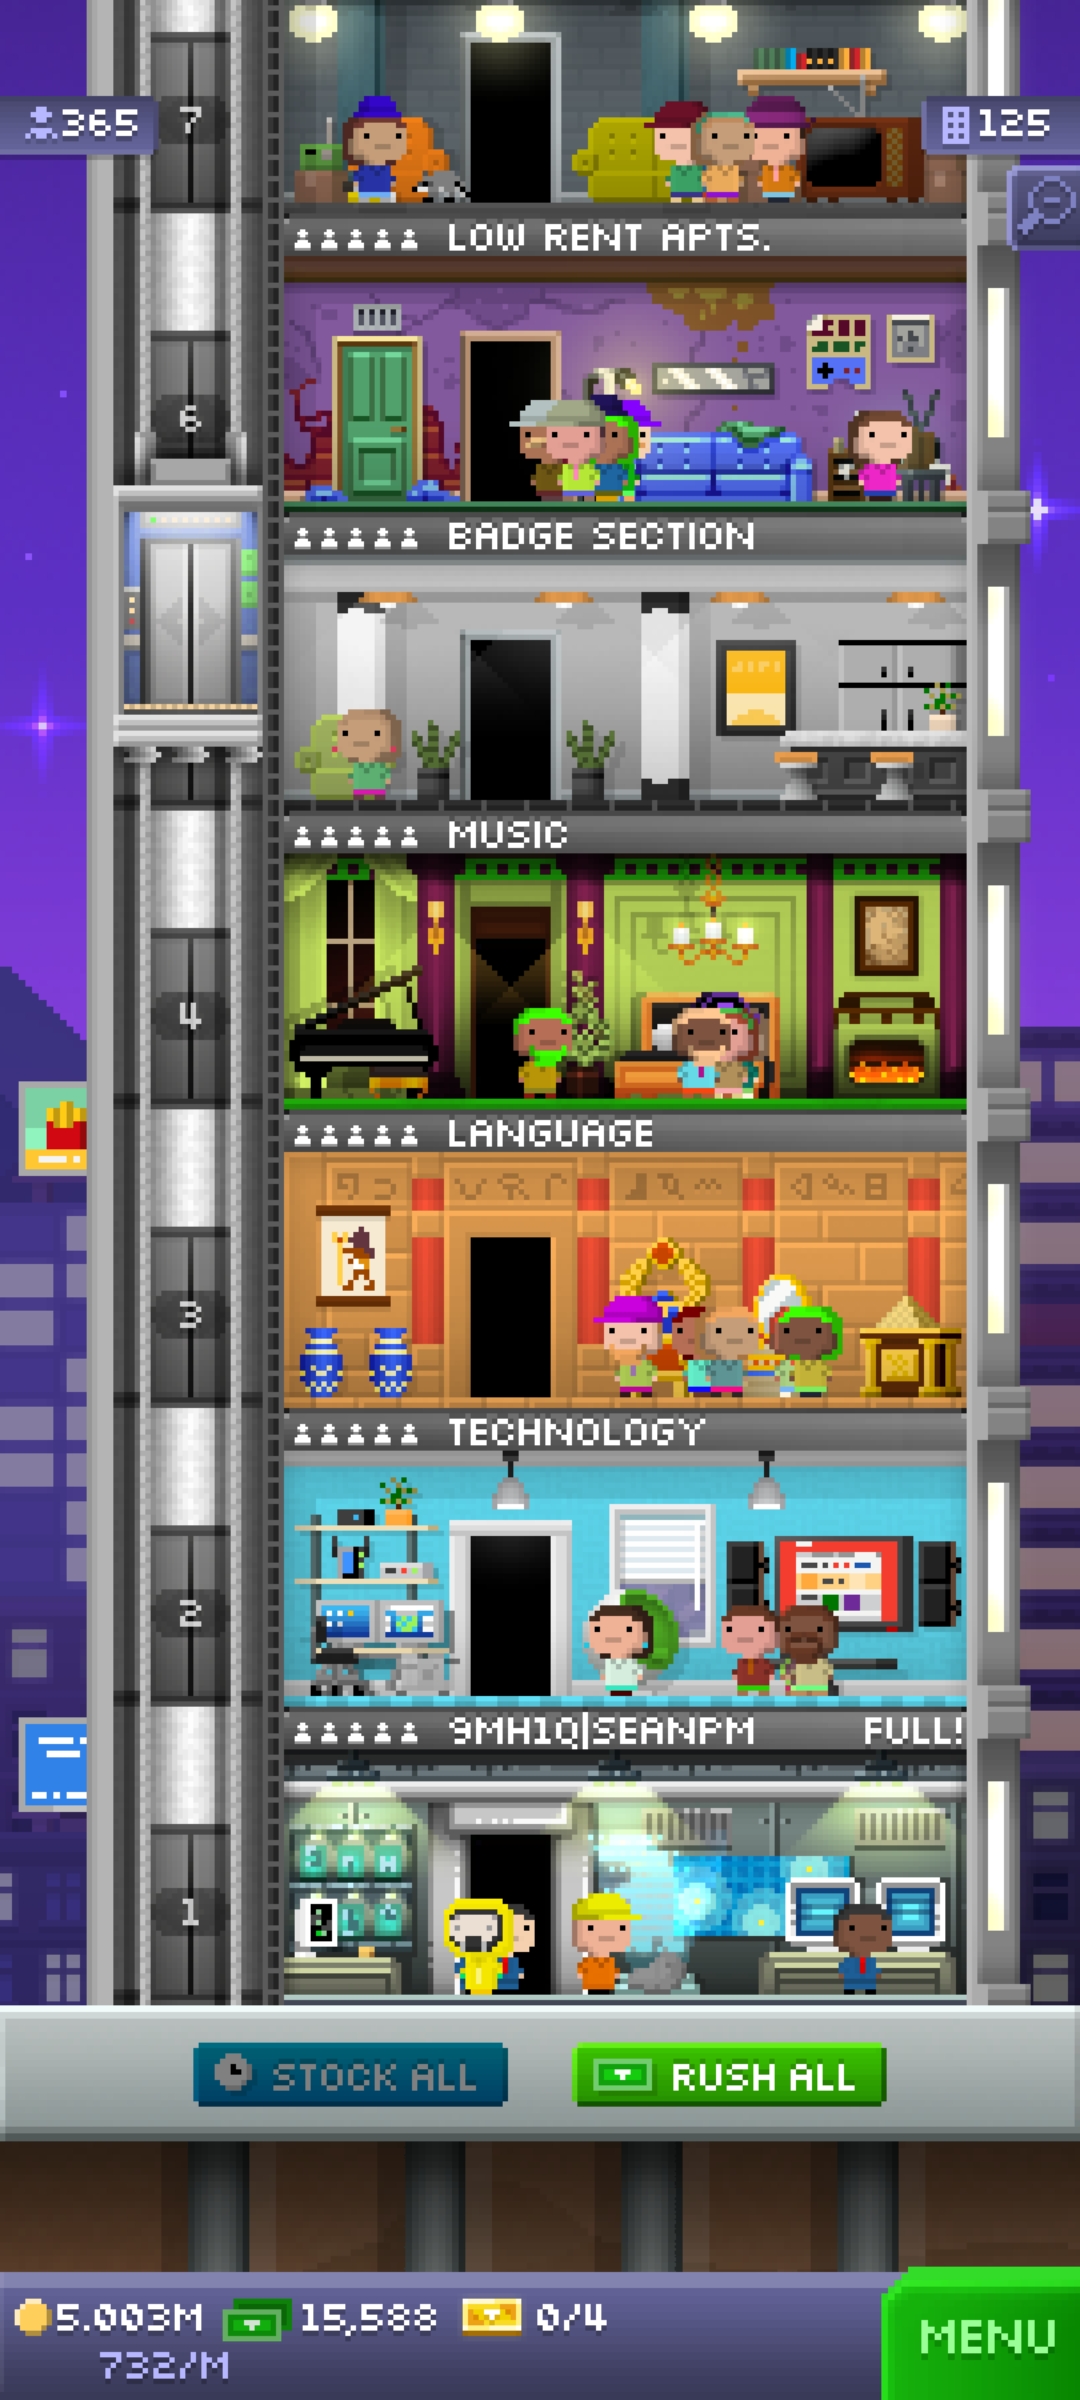 365
7
125
LOW RENT APTS.
6
BADGE SECTION
MUSIC
4
LANGUAGE
3
TECHNOLOGY
2
9MH1Q|SEANPM FULL!
1
STOCK ALL
RUSH ALL
5.003M 15,588 0/4
732/M
MENU